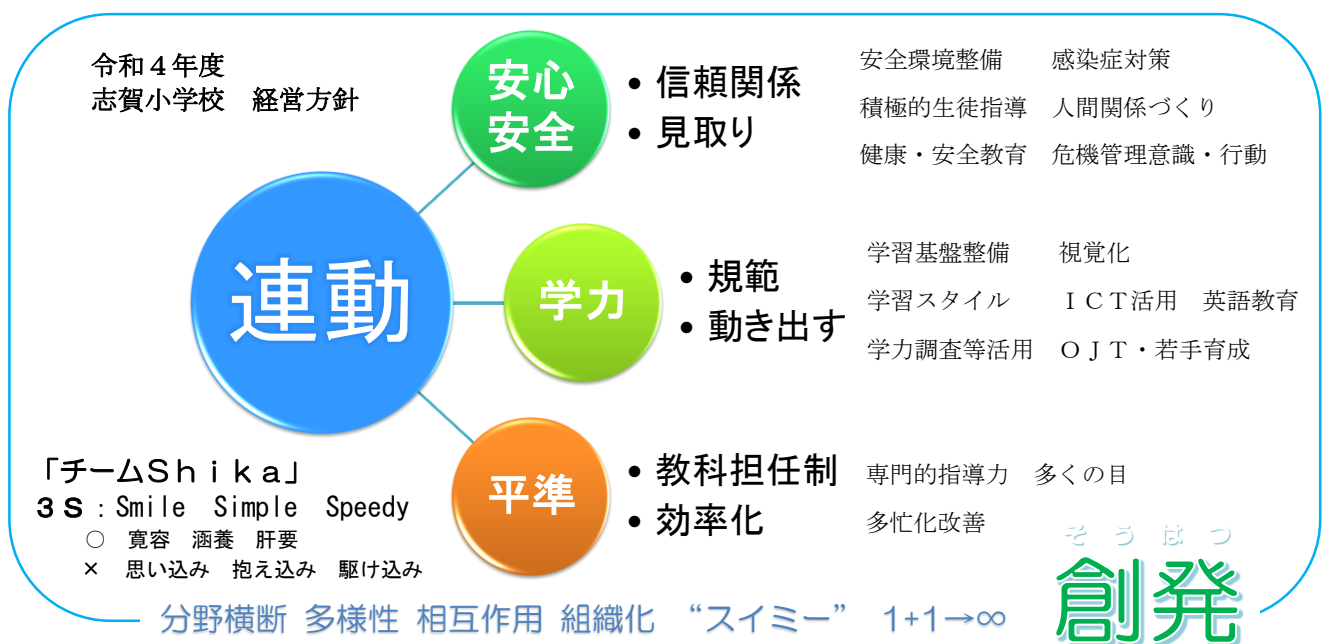 令和４年度
志賀小学校　経営方針
連動
安心
安全
• 信頼関係
• 見取り
安全環境整備　　感染症対策
積極的生徒指導　人間関係づくり
健康・安全教育　危機管理意識・行動
学力
• 規範
• 動き出す
学習基盤整備　　視覚化
学習スタイル　　ＩＣＴ活用　英語教育
学力調査等活用　ＯＪＴ・若手育成
平準
• 教科担任制
• 効率化
専門的指導力　多くの目
多忙化改善
「チームＳｈｉｋａ」
３Ｓ：Smile　Simple　Speedy
○　寛容　涵養　肝要
×　思い込み　抱え込み　駆け込み
そうはつ
創発
分野横断 多様性 相互作用 組織化　“スイミー”　1+1→∞